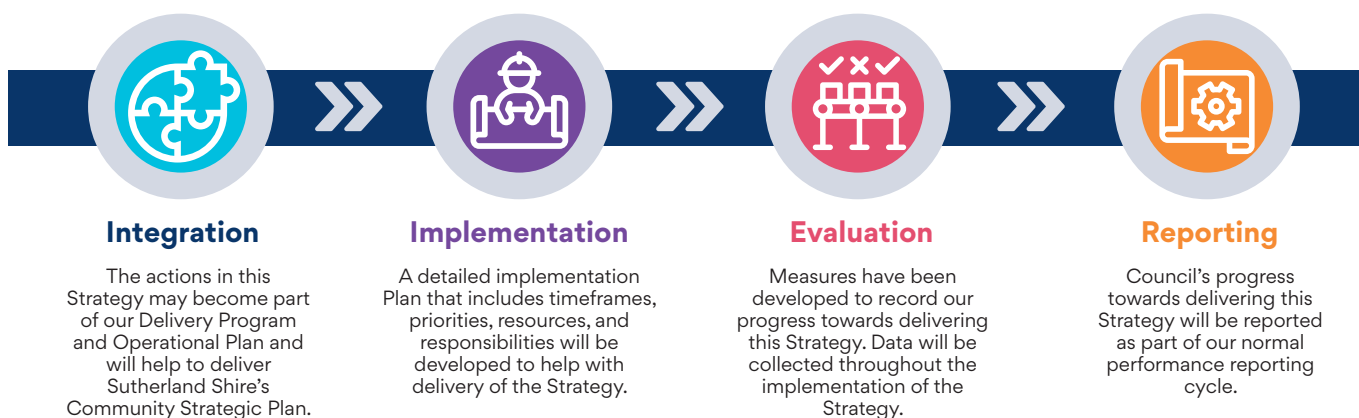 Integration
The actions in this
Strategy may become part
of our Delivery Program
and Operational Plan and
will help to deliver
Sutherland Shire's
Community Strategic Plan.
Implementation
A detailed implementation
Plan that includes timeframes,
priorities, resources, and
responsibilities will be
developed to help with
delivery of the Strategy.
Evaluation
Measures have been
developed to record our
progress towards delivering
this Strategy. Data will be
collected throughout the
implementation of the
Strategy.
Reporting
Council's progress
towards delivering this
Strategy will be reported
as part of our normal
performance reporting
cycle.